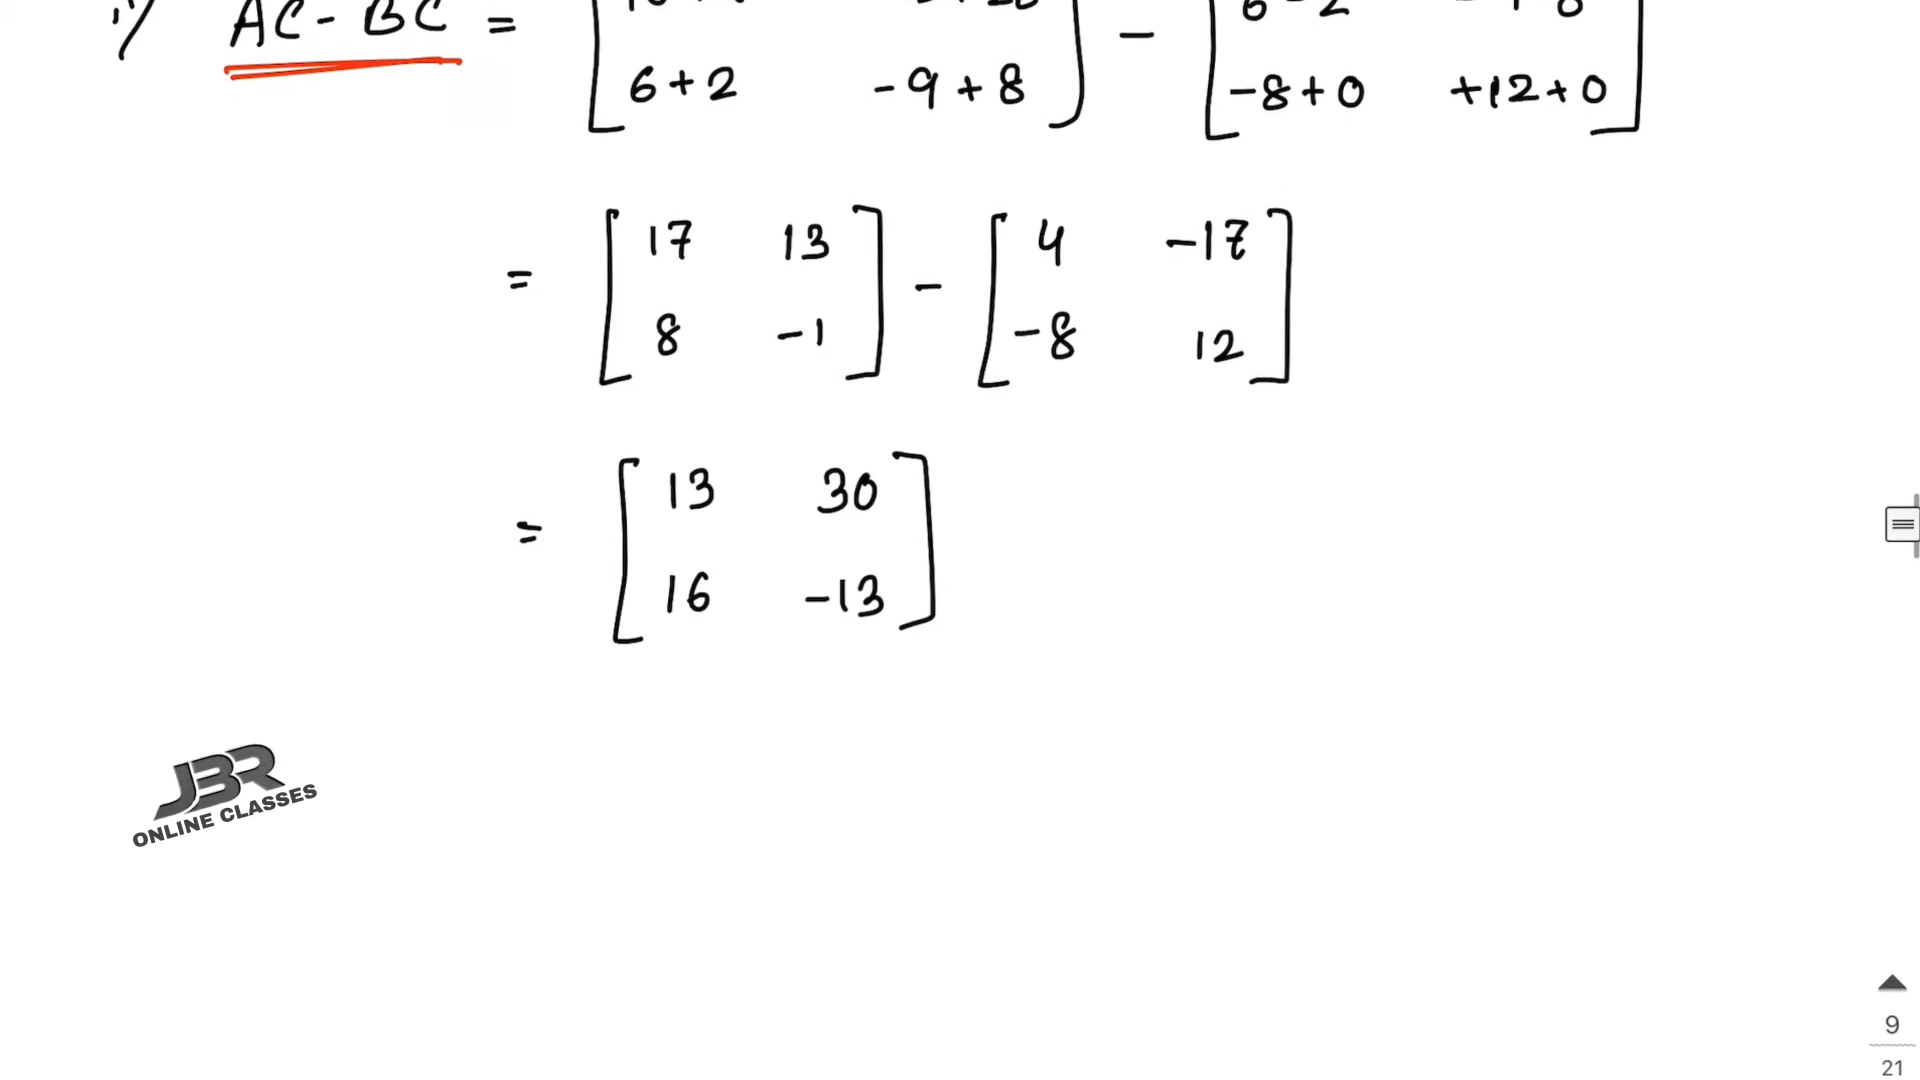 AC - BC =
6+2 -9+8 - -8+0 +12+0
= [ 17 13 ] - [ 4 -17 ]
8 -1 -8 12
= [ 13 30 ]
16 -13
JBR
ONLINE CLASSES
9
21